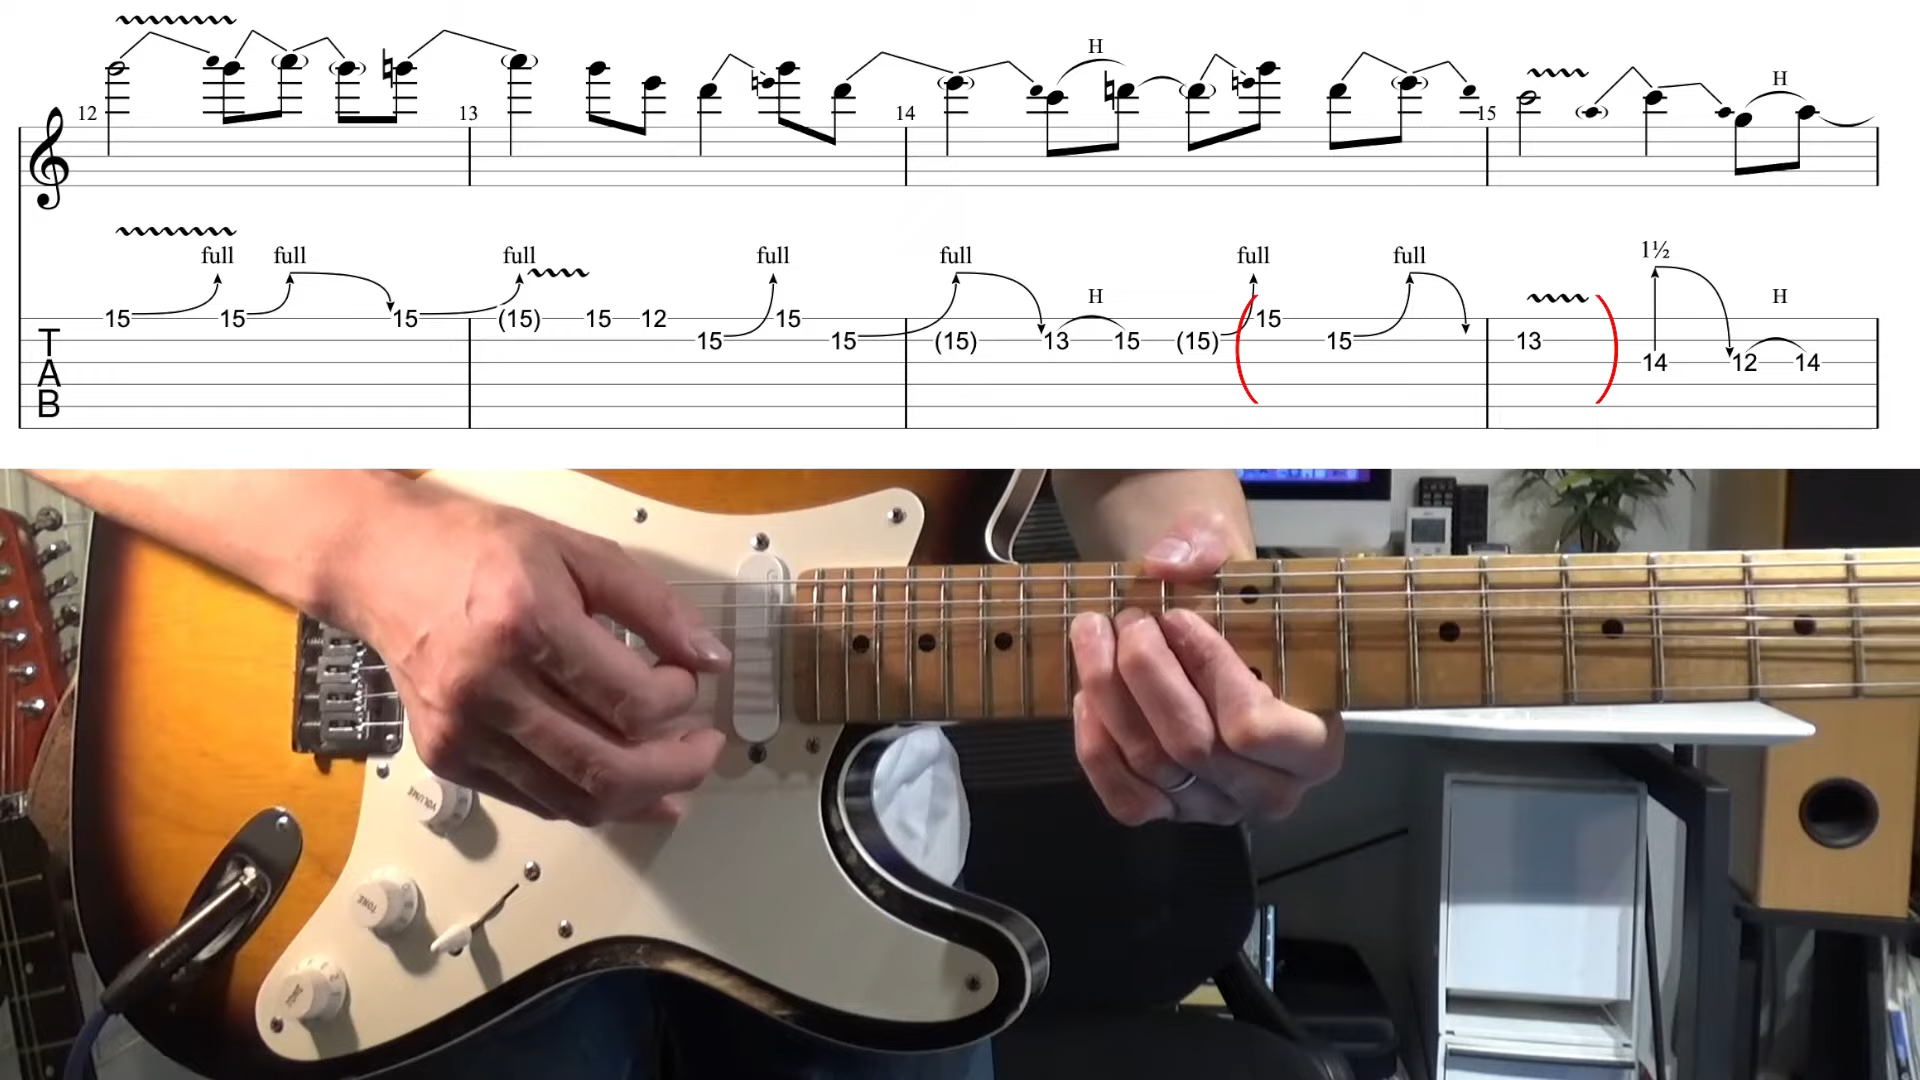 H H
12 13 14 15
full full full full full full full 1½
H H
15 15 15 (15) 15 12 15 15 15 (15) 13 15 (15) 15 15 13 14 12 14
T
A
B
VOLUME
TONE